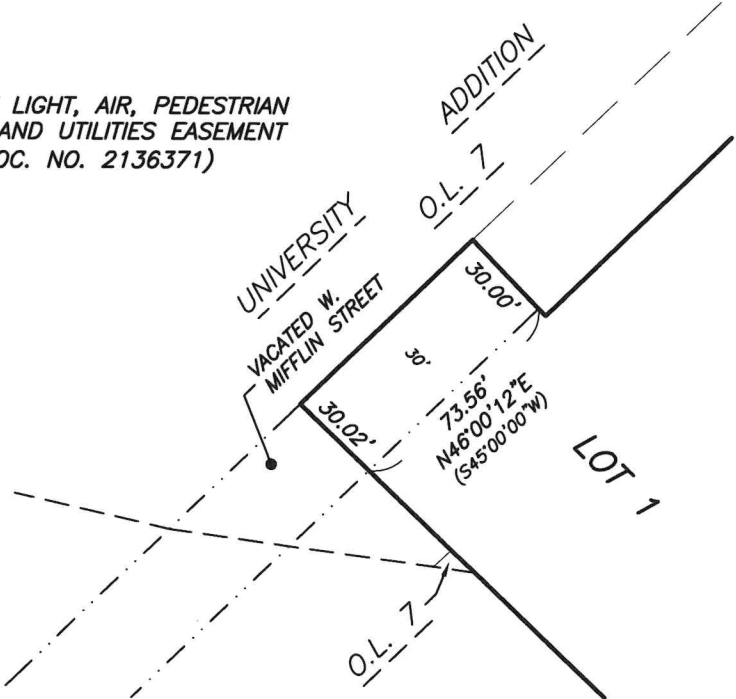 LIGHT, AIR, PEDESTRIAN
AND UTILITIES EASEMENT
OC. NO. 2136371)
ADDITION
O.L. 7
UNIVERSITY
VACATED W.
MIFFLIN STREET
30.00'
30'
30.02'
73.56'
N46°00'12"E
(S45°00'00"W)
LOT 1
O.L. 7